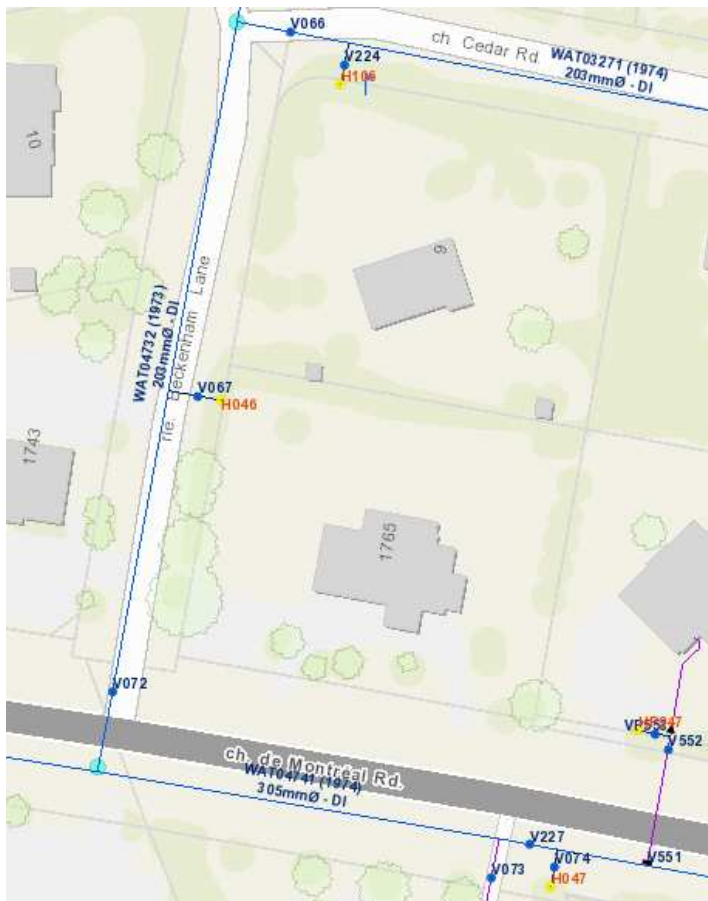 V066
ch. Cedar Rd.
WAT03271 (1974)
203mmØ - DI
V224
H106
10
9
WAT04732 (1973)
203mmØ - DI
rle. Beckenham Lane
V067
H046
1743
1765
V072
V552
ch. de Montréal Rd.
WAT04741 (1974)
305mmØ - DI
V227
V551
V074
V073
H047